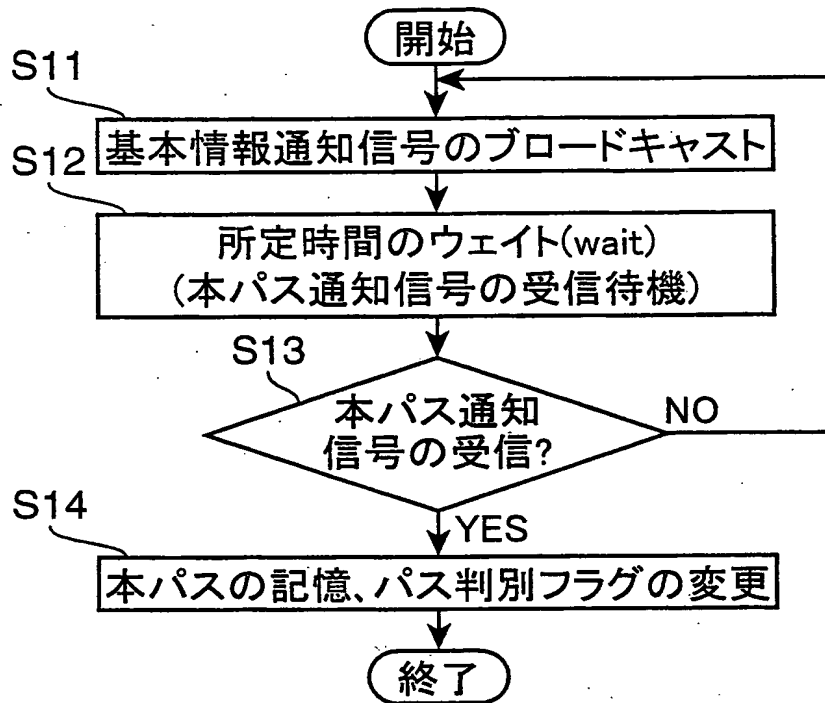 開始
S11
基本情報通知信号のブロードキャスト
S12
所定時間のウェイト(wait)
(本パス通知信号の受信待機)
S13
本パス通知
信号の受信?
NO
YES
S14
本パスの記憶、パス判別フラグの変更
終了